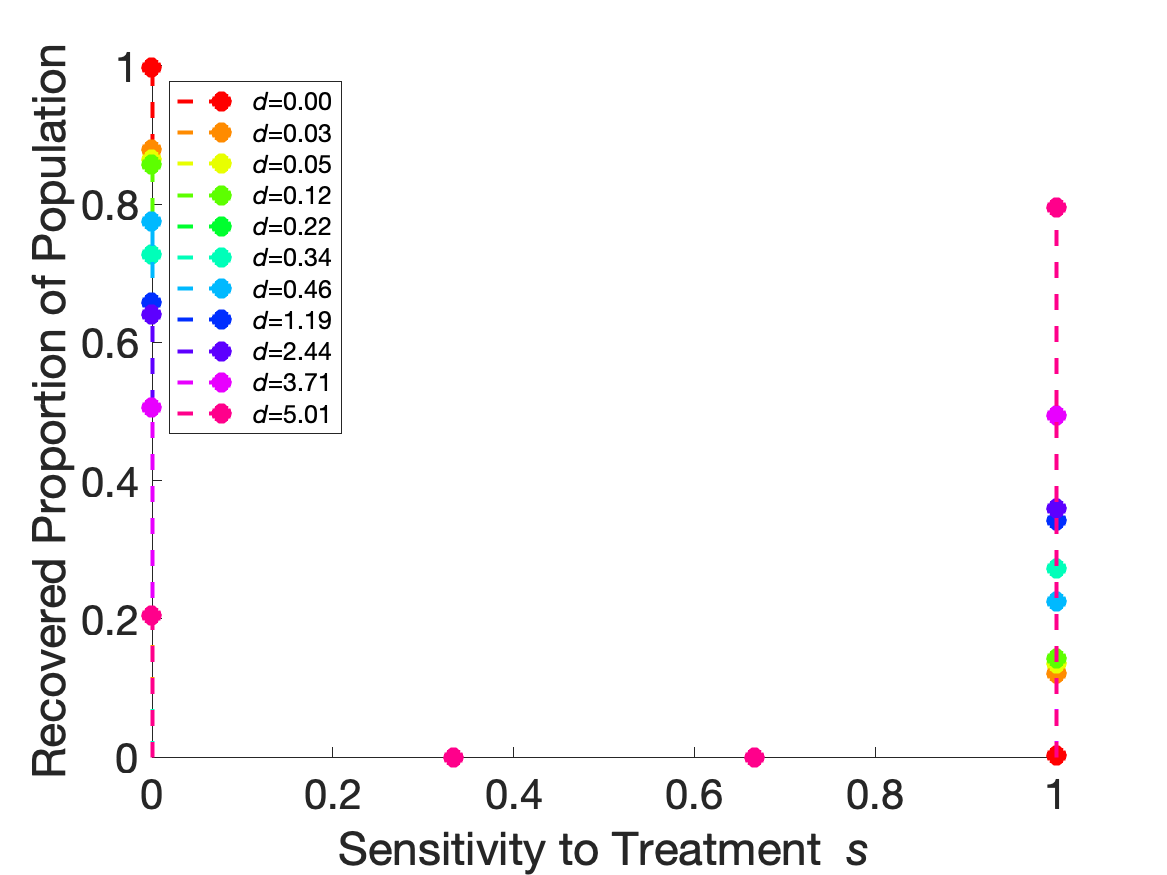 Recovered Proportion of Population
1
0.8
0.6
0.4
0.2
0
d=0.00
d=0.03
d=0.05
d=0.12
d=0.22
d=0.34
d=0.46
d=1.19
d=2.44
d=3.71
d=5.01
0 0.2 0.4 0.6 0.8 1
Sensitivity to Treatment s